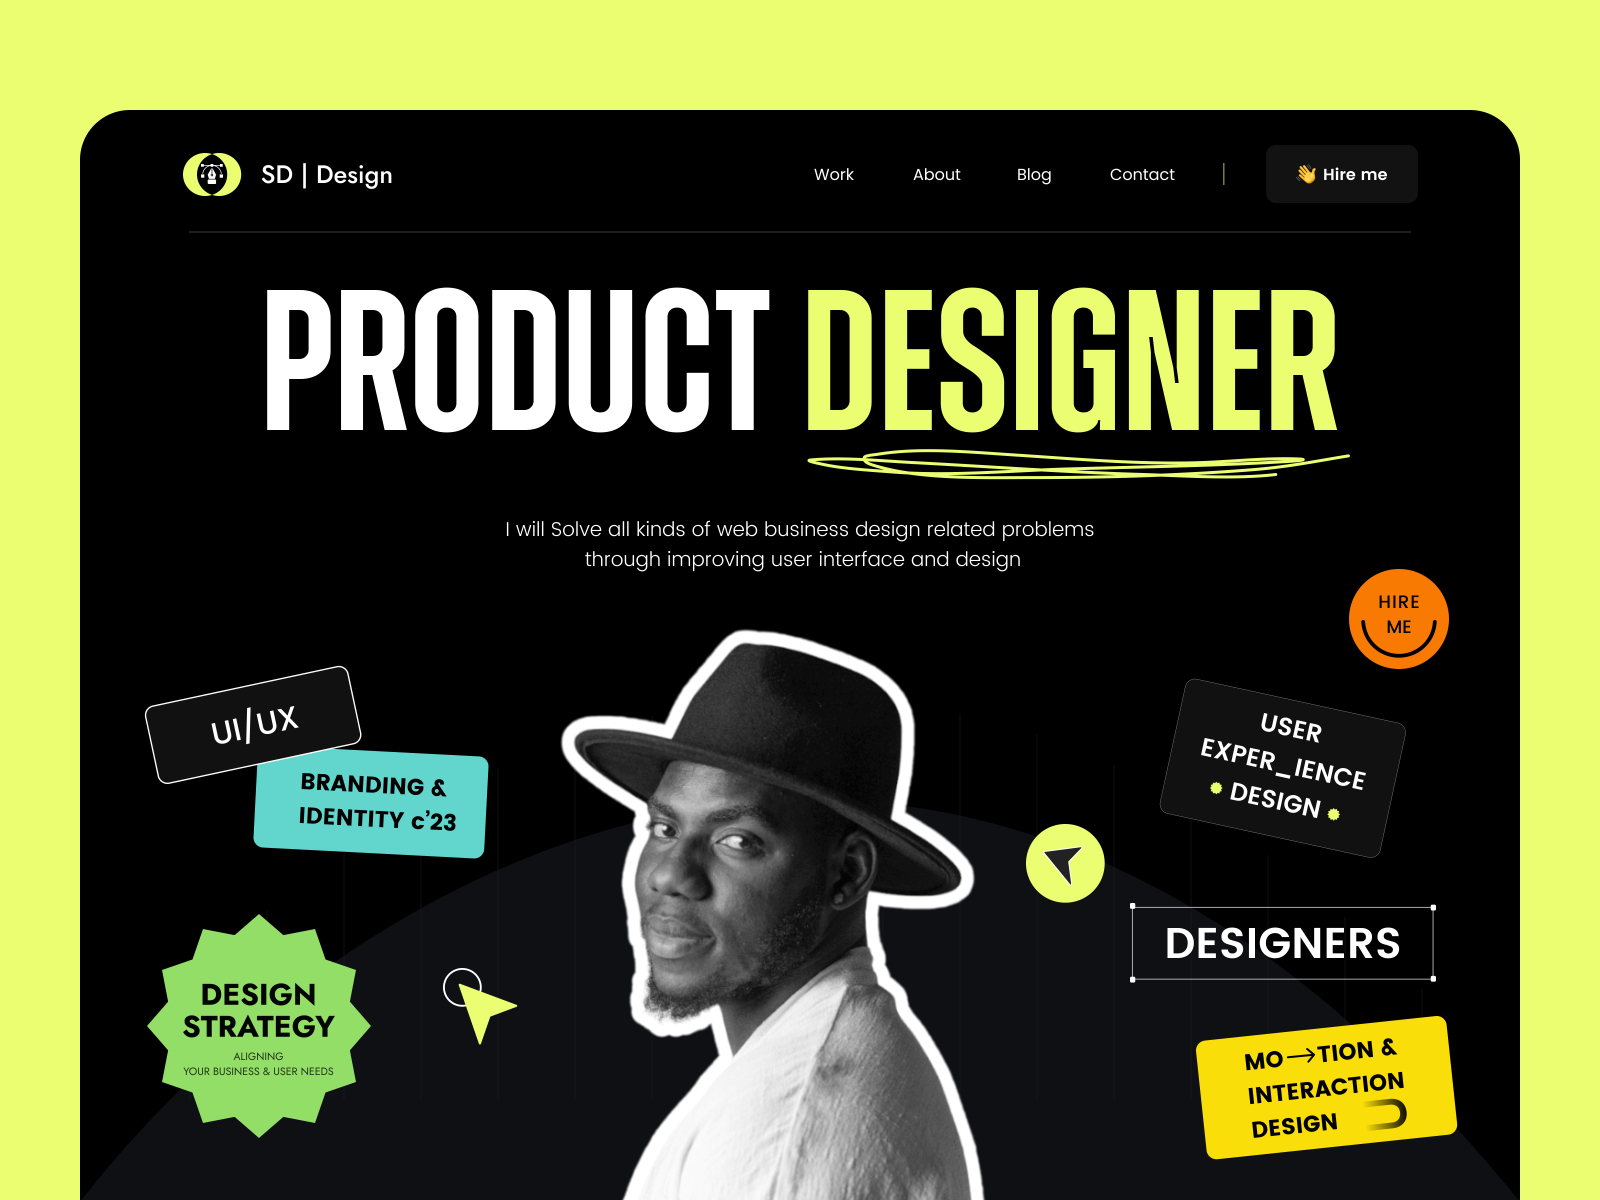 SD | Design
Work
About
Blog
Contact
👋 Hire me
PRODUCT DESIGNER
I will Solve all kinds of web business design related problems
through improving user interface and design
HIRE
ME
UI/UX
BRANDING &
IDENTITY c'23
USER
EXPER_IENCE
DESIGN
DESIGNERS
DESIGN
STRATEGY
ALIGNING
YOUR BUSINESS & USER NEEDS
MO→TION &
INTERACTION
DESIGN